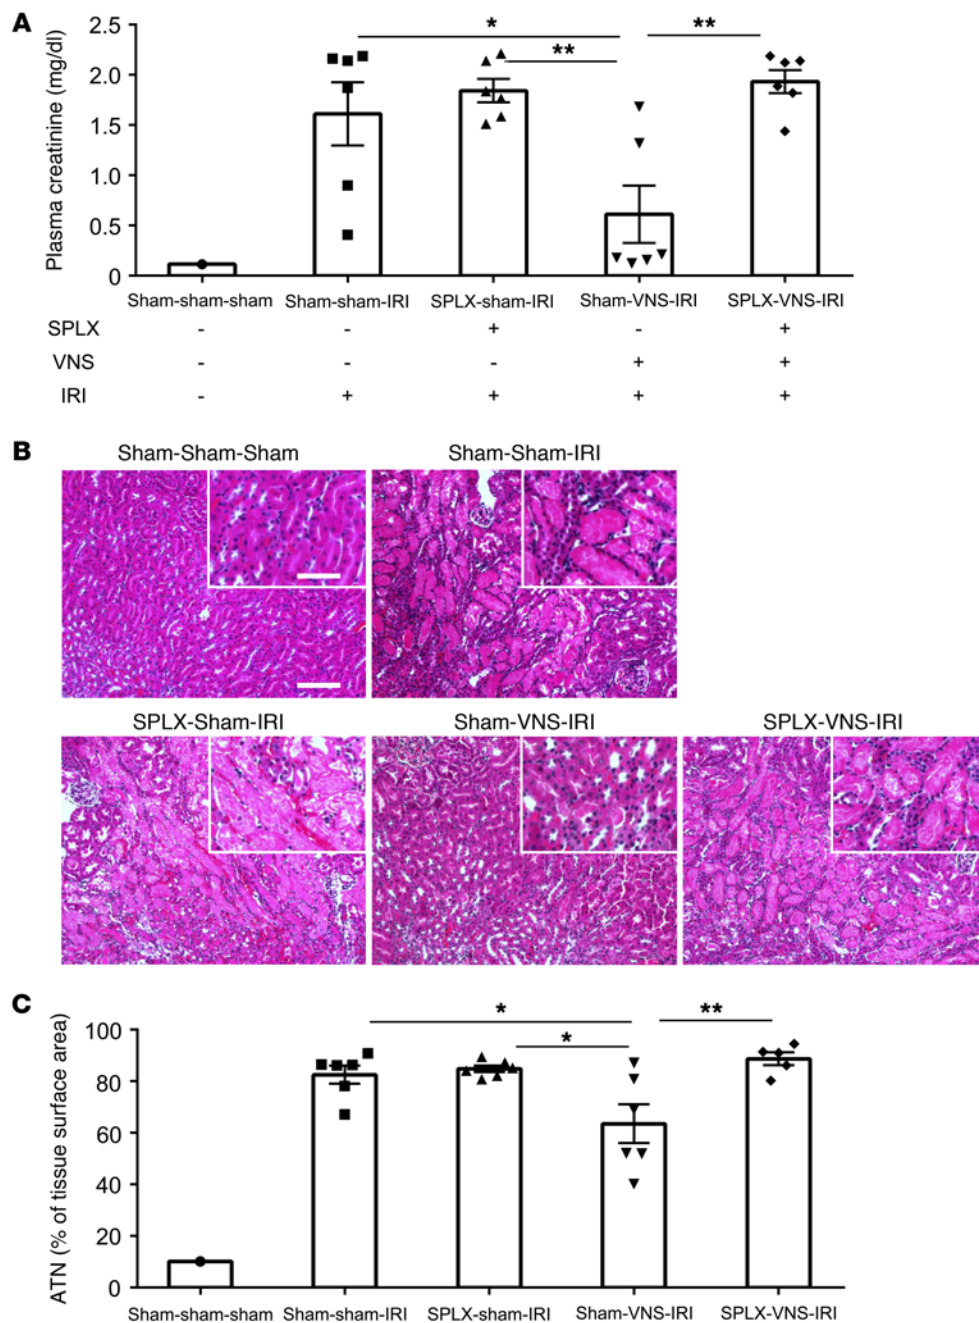 A
Plasma creatinine (mg/dl)
2.5
2.0
1.5
1.0
0.5
0
* ** **
Sham-sham-sham Sham-sham-IRI SPLX-sham-IRI Sham-VNS-IRI SPLX-VNS-IRI
SPLX - - + - +
VNS - - - + +
IRI - + + + +
B
Sham-Sham-Sham Sham-Sham-IRI
SPLX-Sham-IRI Sham-VNS-IRI SPLX-VNS-IRI
C
ATN (% of tissue surface area)
100
80
60
40
20
0
* * **
Sham-sham-sham Sham-sham-IRI SPLX-sham-IRI Sham-VNS-IRI SPLX-VNS-IRI